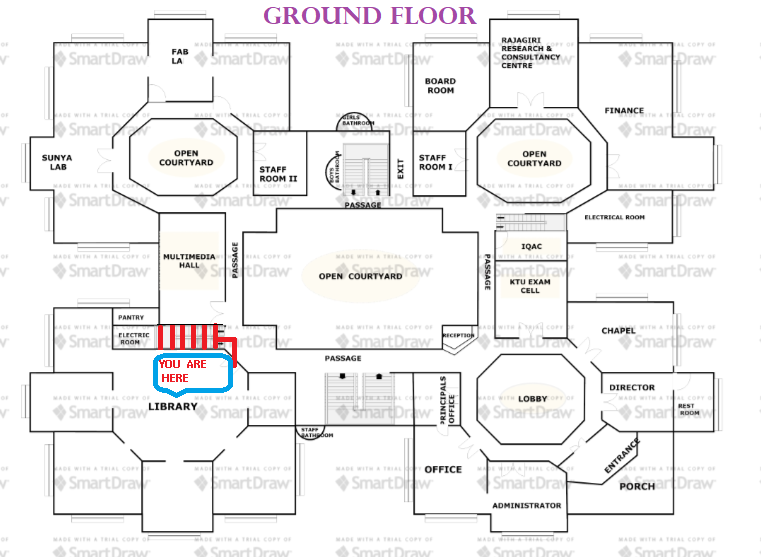 GROUND FLOOR
FAB
LA
RAJAGIRI
RESEARCH &
CONSULTANCY
CENTRE
BOARD
ROOM
FINANCE
GIRLS
BATHROOM
SUNYA
LAB
OPEN
COURTYARD
STAFF
ROOM II
BOYS
BATHROOM
EXIT
STAFF
ROOM I
OPEN
COURTYARD
PASSAGE
ELECTRICAL ROOM
MULTIMEDIA
HALL
PASSAGE
OPEN COURTYARD
PASSAGE
IQAC
KTU EXAM
CELL
PANTRY
ELECTRIC
ROOM
RECEPTION
CHAPEL
YOU ARE
HERE
PASSAGE
LIBRARY
PRINCIPALS
OFFICE
LOBBY
DIRECTOR
REST
ROOM
STAFF
BATHROOM
OFFICE
ENTRANCE
PORCH
ADMINISTRATOR
MADE WITH A TRIAL COPY OF
SmartDraw